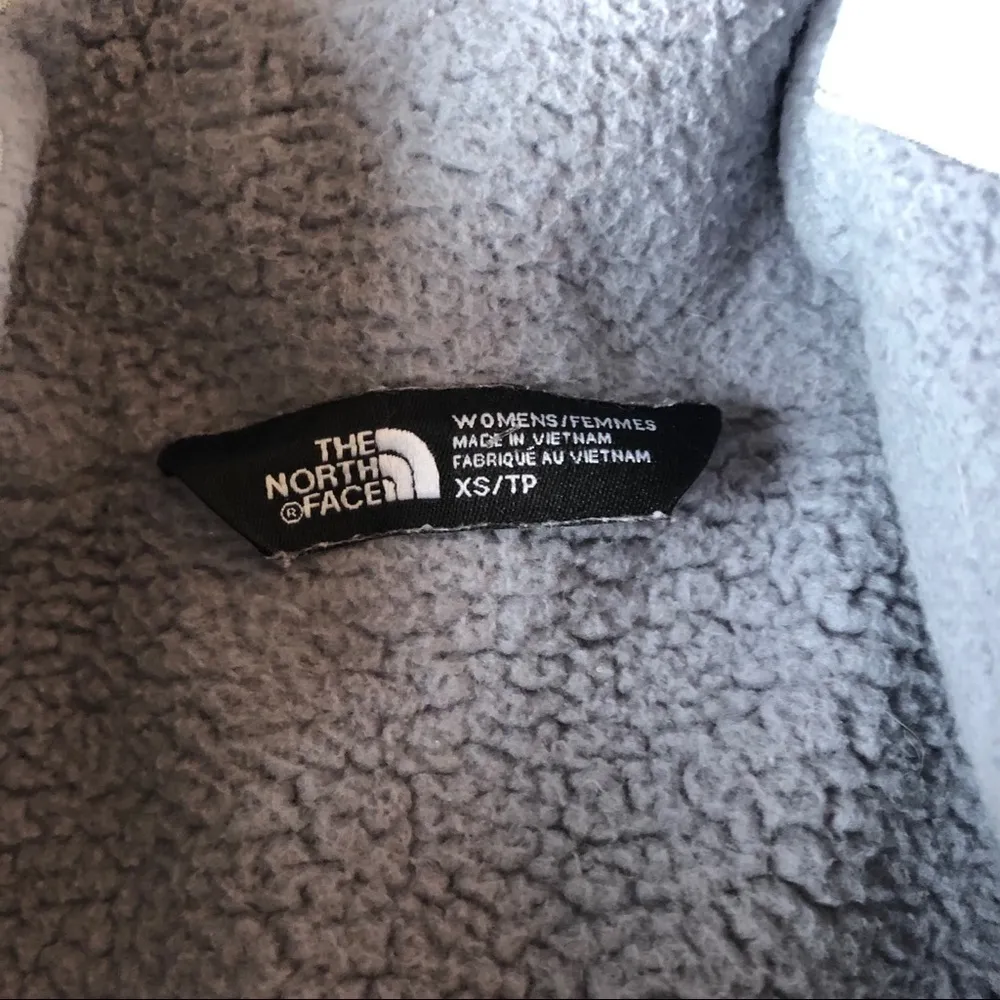 THE
NORTH
®FACE
WOMENS/FEMMES
MADE IN VIETNAM
FABRIQUÉ AU VIETNAM
XS/TP